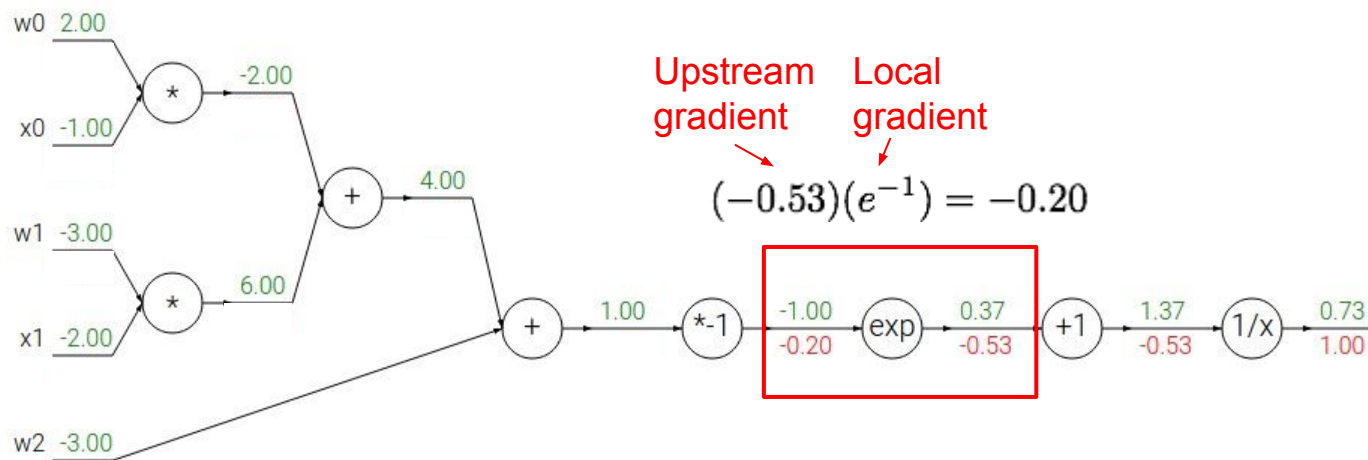 w0 2.00
Upstream gradient
Local gradient
*
-2.00
x0 -1.00
(−0.53)(e^{−1}) = −0.20
+
4.00
w1 -3.00
*
6.00
x1 -2.00
+
1.00
*-1
-1.00
-0.20
exp
0.37
-0.53
+1
1.37
-0.53
1/x
0.73
1.00
w2 -3.00